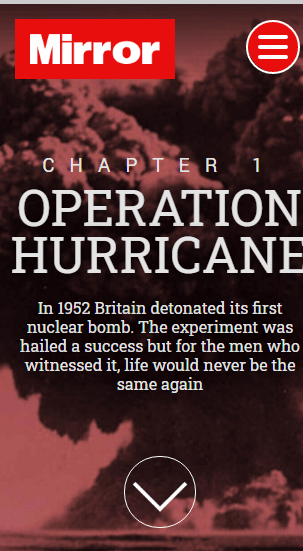 Mirror
CHAPTER 1
OPERATION
HURRICANE
In 1952 Britain detonated its first
nuclear bomb. The experiment was
hailed a success but for the men who
witnessed it, life would never be the
same again